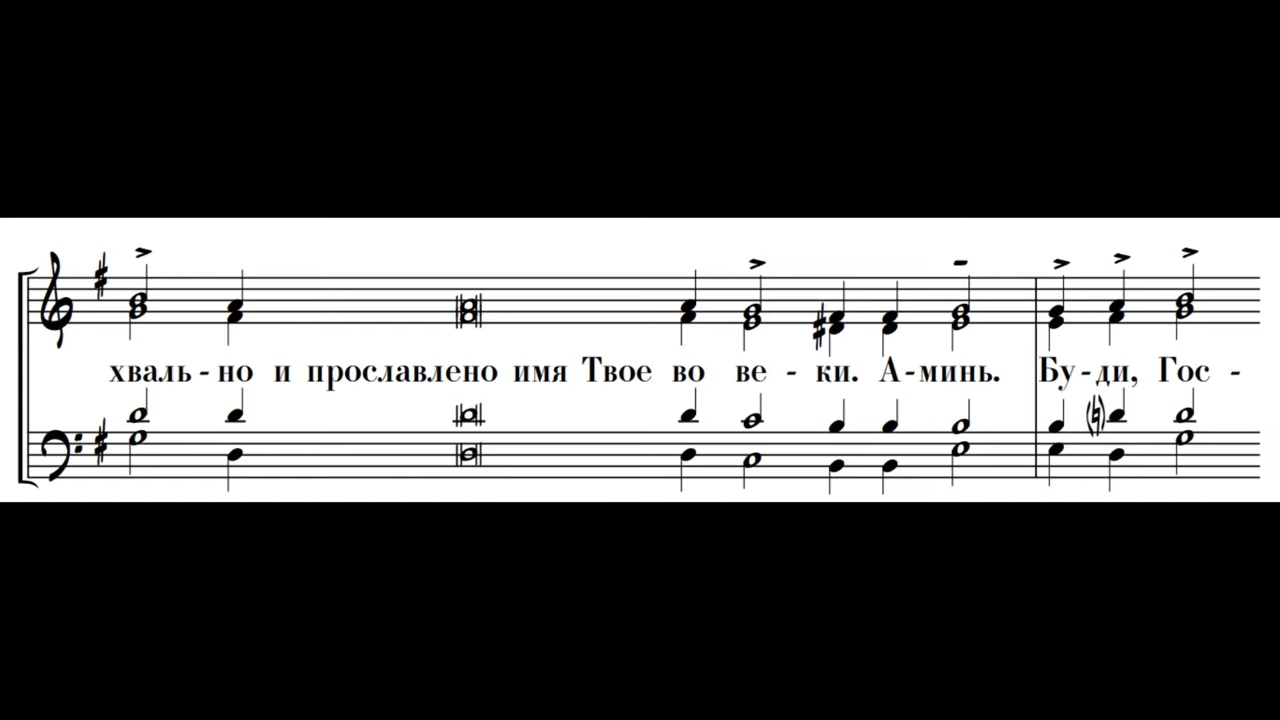 хваль - но и прославлено имя Твое во ве - ки. А-минь. Бу-ди, Гос -